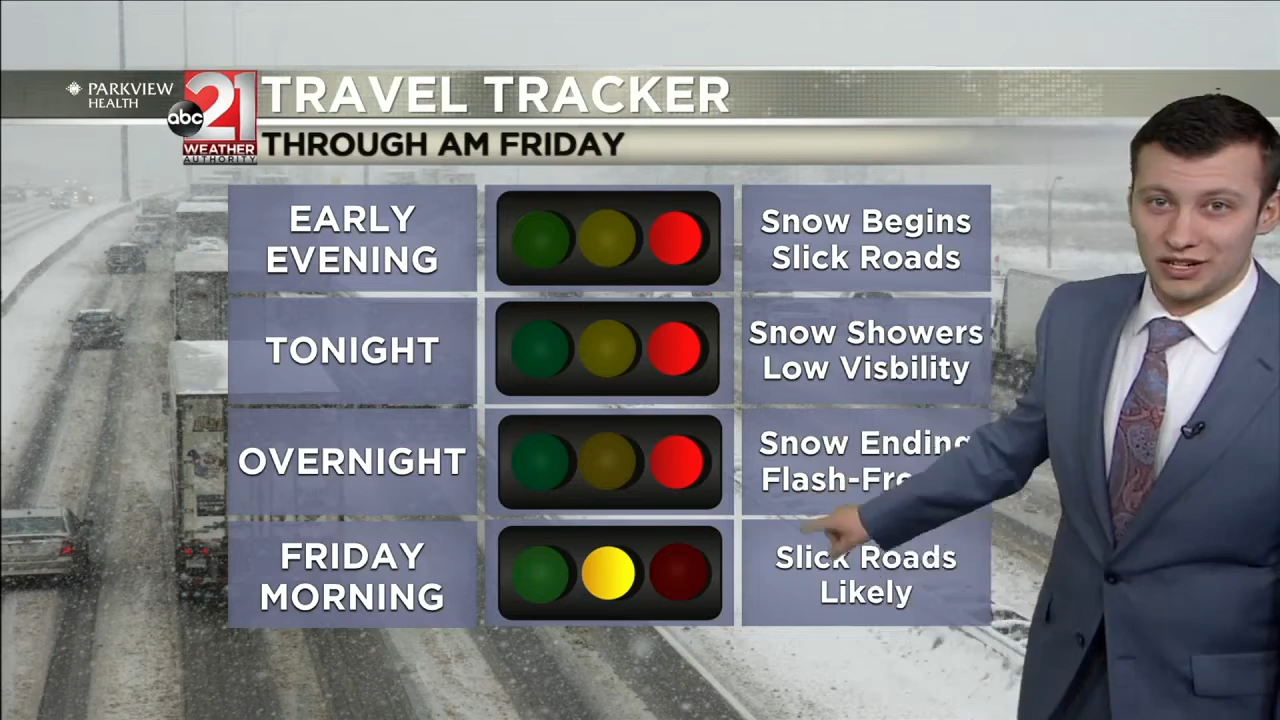 PARKVIEW
HEALTH
abc
21
WEATHER
AUTHORITY
TRAVEL TRACKER
THROUGH AM FRIDAY
EARLY
EVENING
Snow Begins
Slick Roads
TONIGHT
Snow Showers
Low Visbility
OVERNIGHT
Snow Ending
FRIDAY
MORNING
Slick Roads
Likely